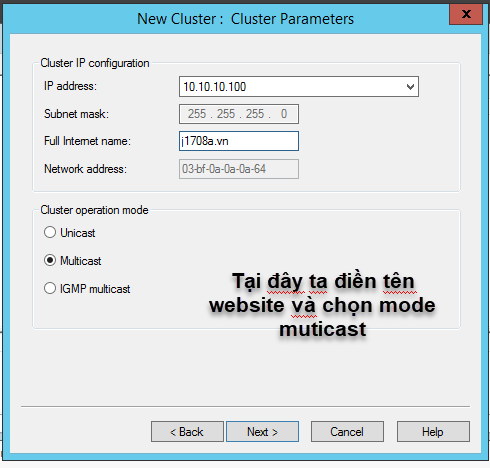 New Cluster : Cluster Parameters
x
Cluster IP configuration
IP address: 10.10.10.100
Subnet mask: 255 . 255 . 255 . 0
Full Internet name: j1708a.vn
Network address: 03-bf-0a-0a-0a-64
Cluster operation mode
Unicast
Multicast
IGMP multicast
Tại đây ta điền tên
website và chọn mode
muticast
< Back Next > Cancel Help